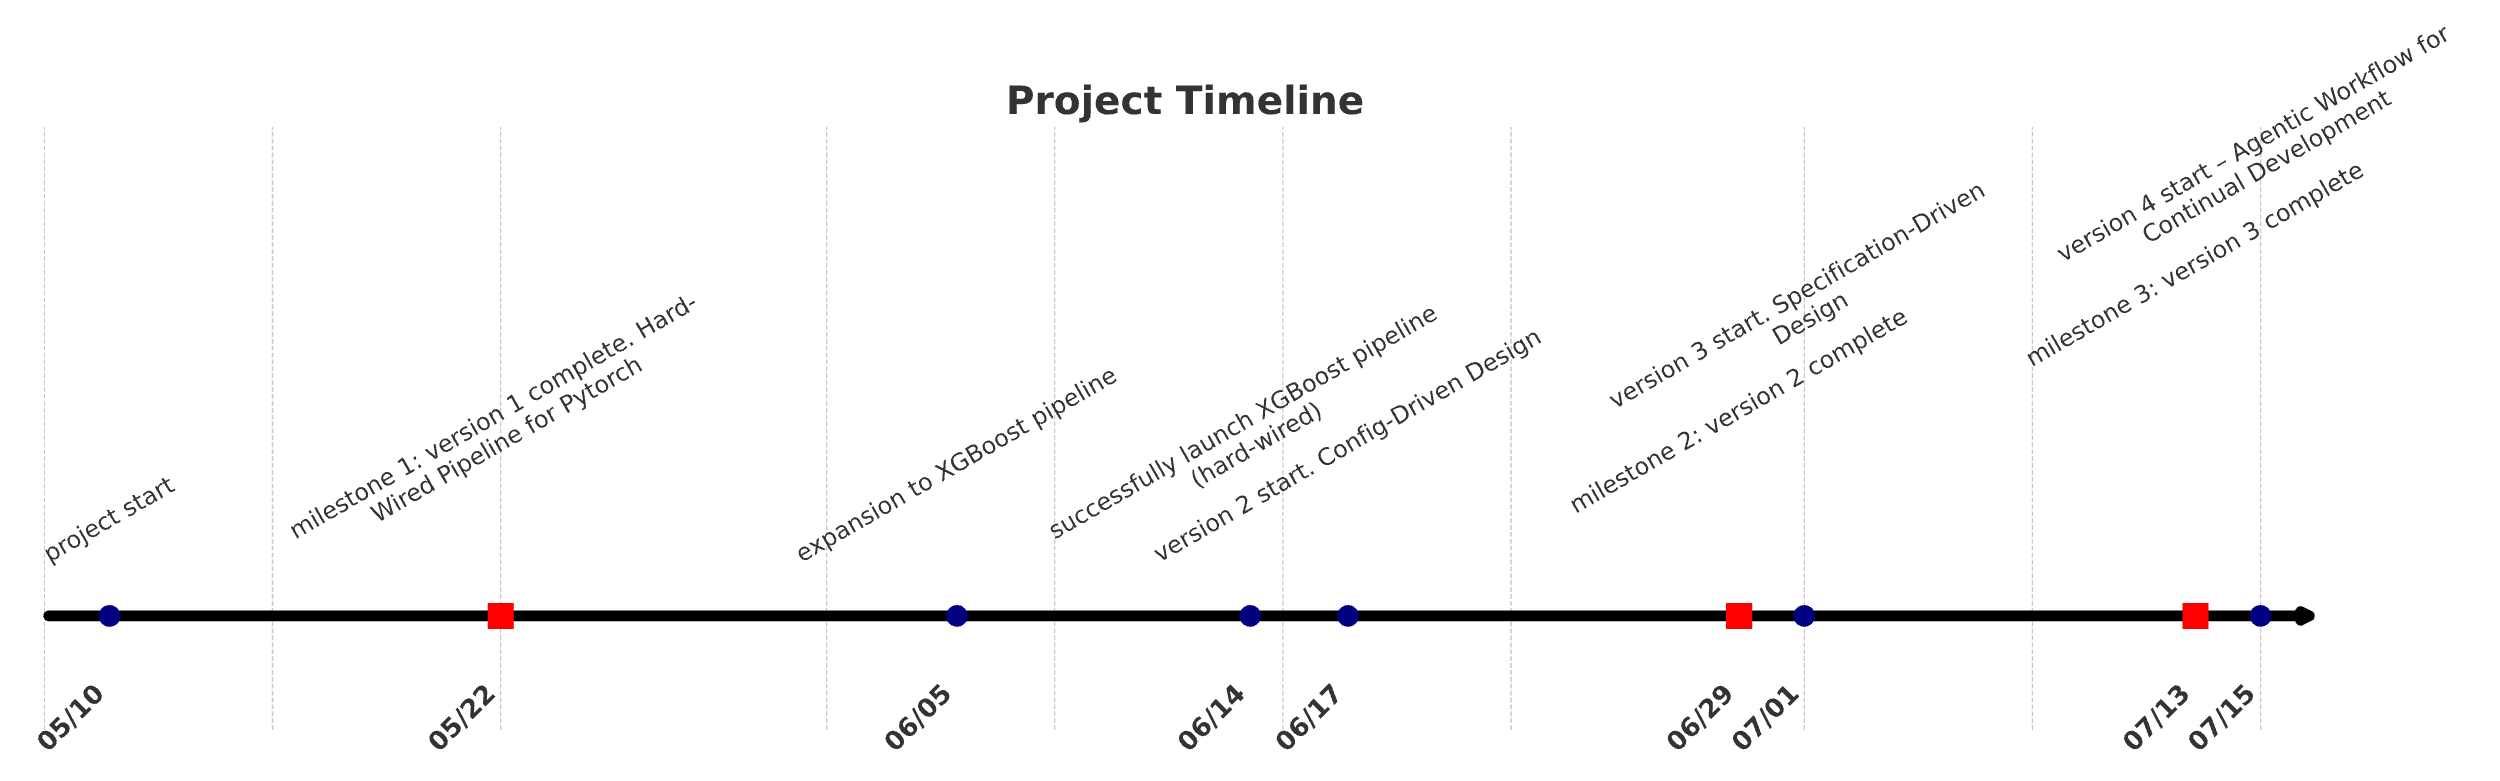 Project Timeline
project start
milestone 1: version 1 complete. Hard-
Wired Pipeline for Pytorch
expansion to XGBoost pipeline
successfully launch XGBoost pipeline
(hard-wired)
version 2 start. Config-Driven Design
milestone 2: version 2 complete
version 3 start. Specification-Driven
Design
milestone 3: version 3 complete
version 4 start – Agentic Workflow for
Continual Development
05/10
05/22
06/05
06/14
06/17
06/29
07/01
07/13
07/15